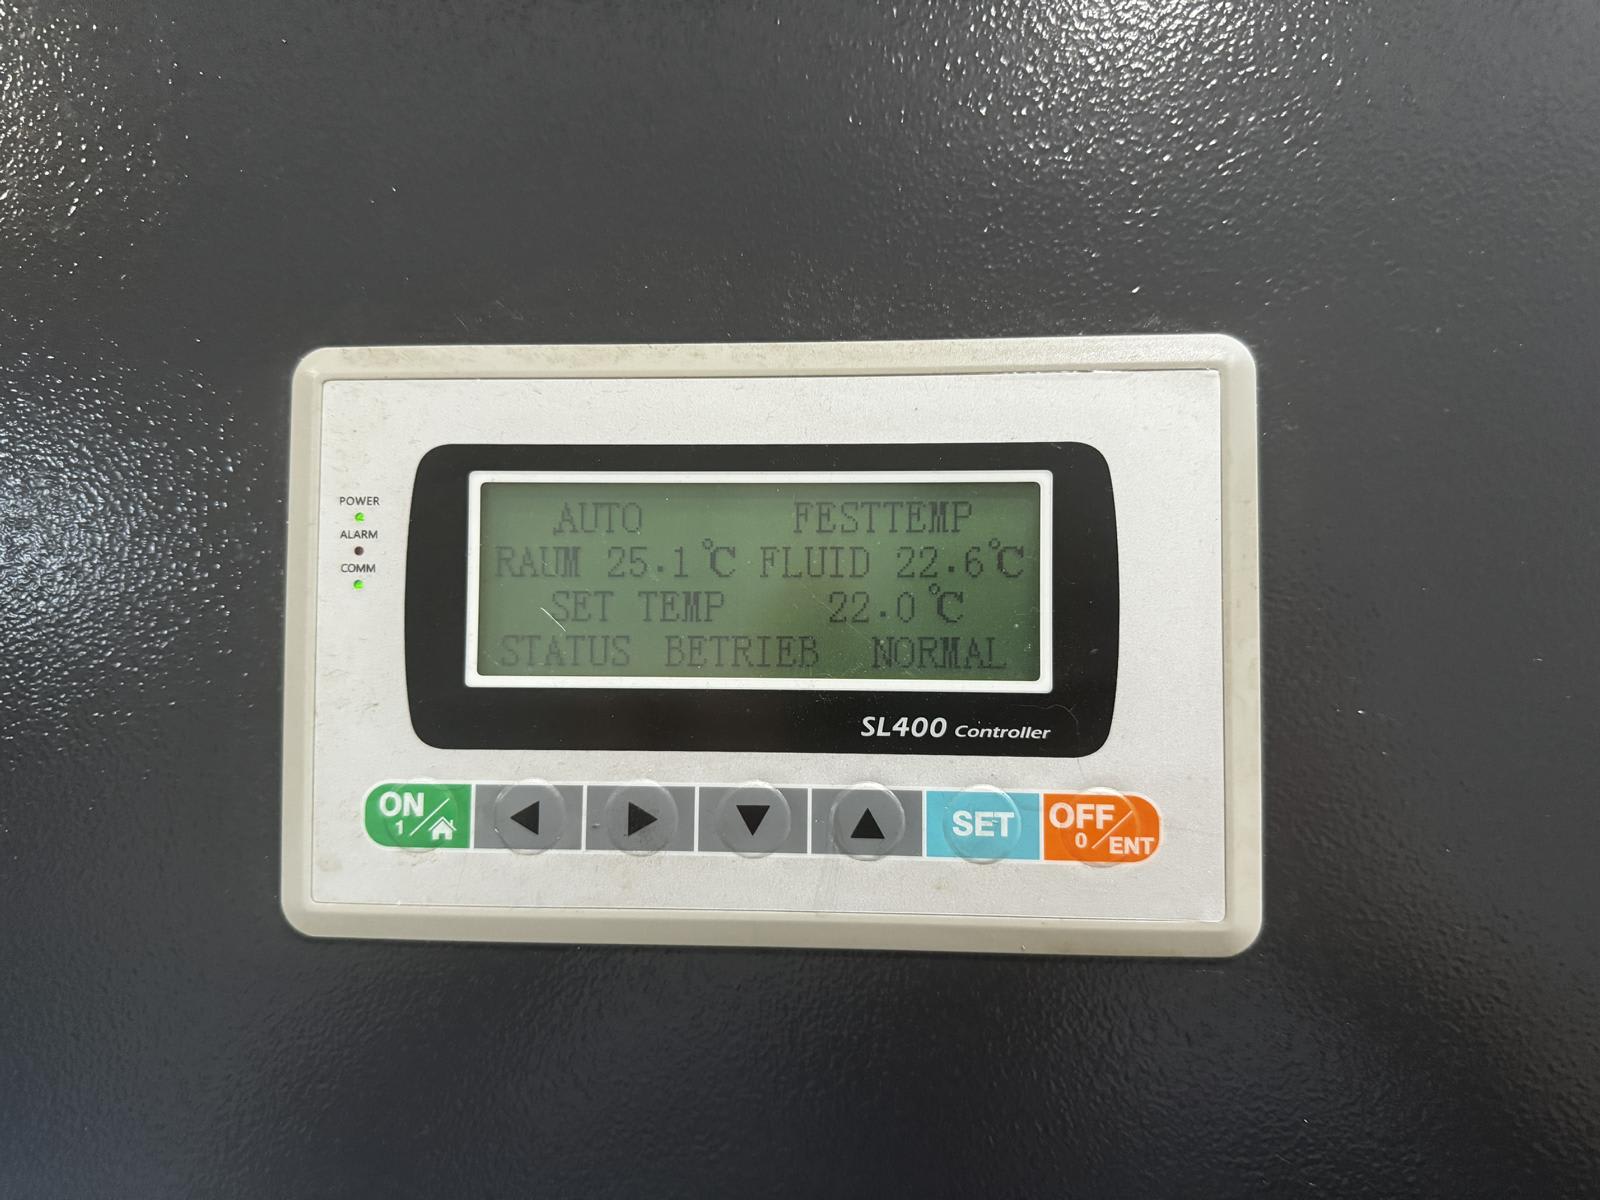 POWER
ALARM
COMM
AUTO FESTTEMP
RAUM 25.1℃ FLUID 22.6℃
SET TEMP 22.0℃
STATUS BETRIEB NORMAL
SL400 Controller
ON 1/
SET
OFF 0/ENT